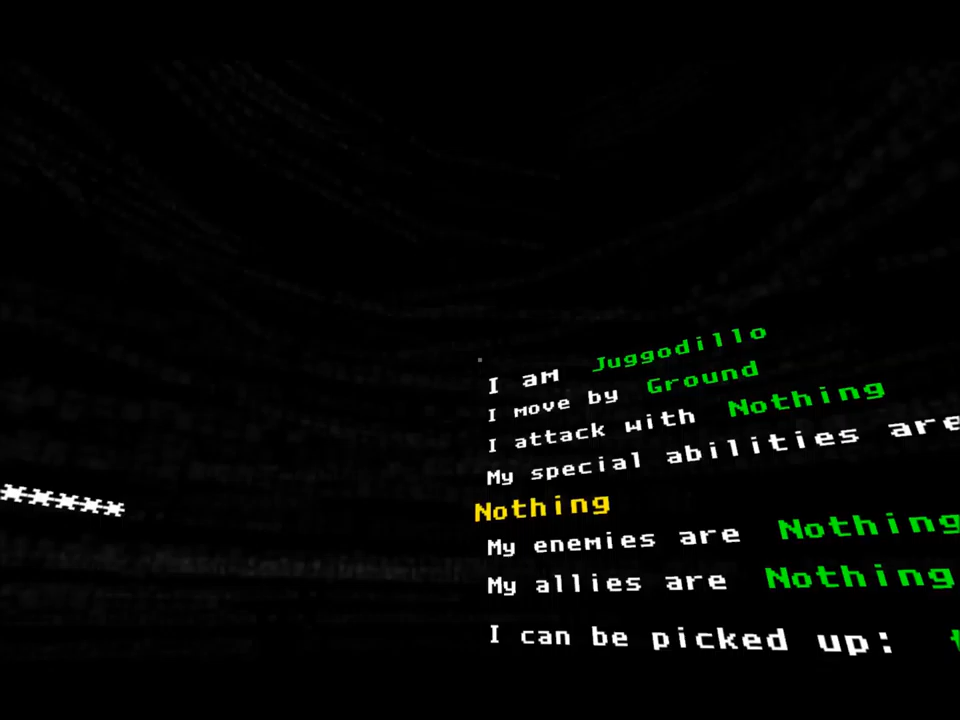 I am Juggodillo
I move by Ground
I attack with Nothing
My special abilities are
Nothing
*****
My enemies are Nothing
My allies are Nothing
I can be picked up: